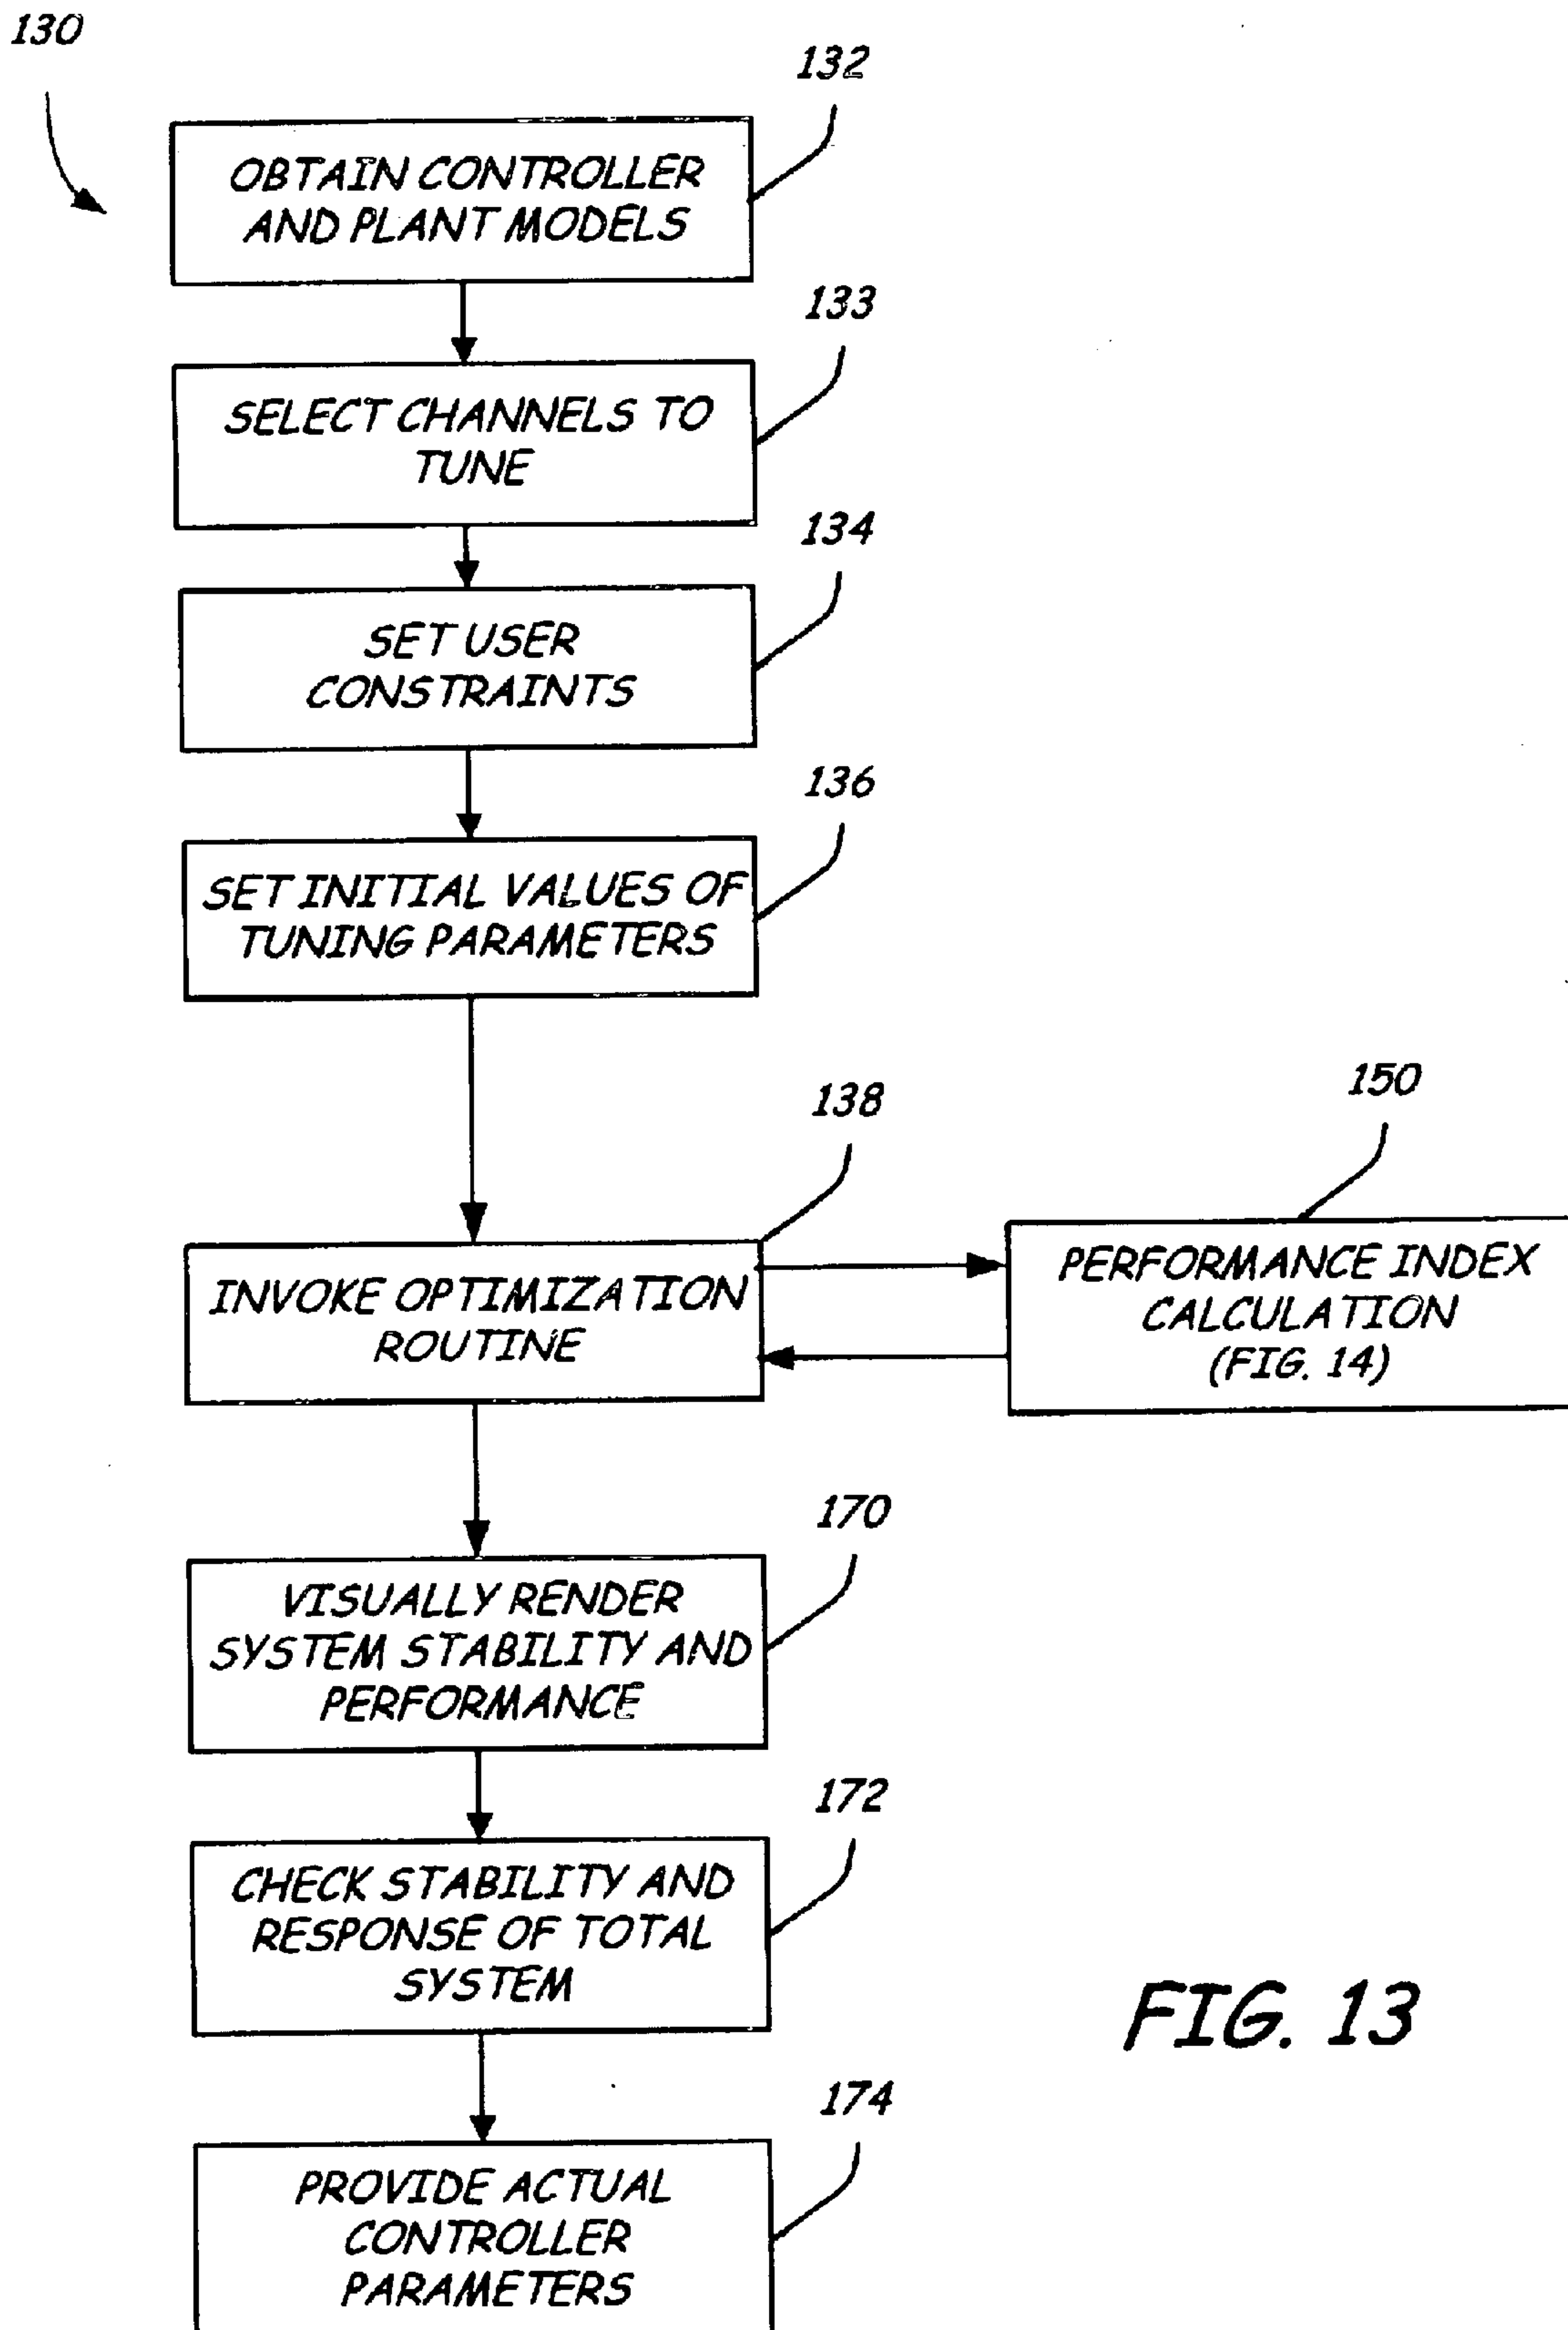 130
132
OBTAIN CONTROLLER
AND PLANT MODELS
133
SELECT CHANNELS TO
TUNE
134
SET USER
CONSTRAINTS
136
SET INITIAL VALUES OF
TUNING PARAMETERS
138
INVOKE OPTIMIZATION
ROUTINE
150
PERFORMANCE INDEX
CALCULATION
(FIG. 14)
170
VISUALLY RENDER
SYSTEM STABILITY AND
PERFORMANCE
172
CHECK STABILITY AND
RESPONSE OF TOTAL
SYSTEM
174
PROVIDE ACTUAL
CONTROLLER
PARAMETERS
FIG. 13